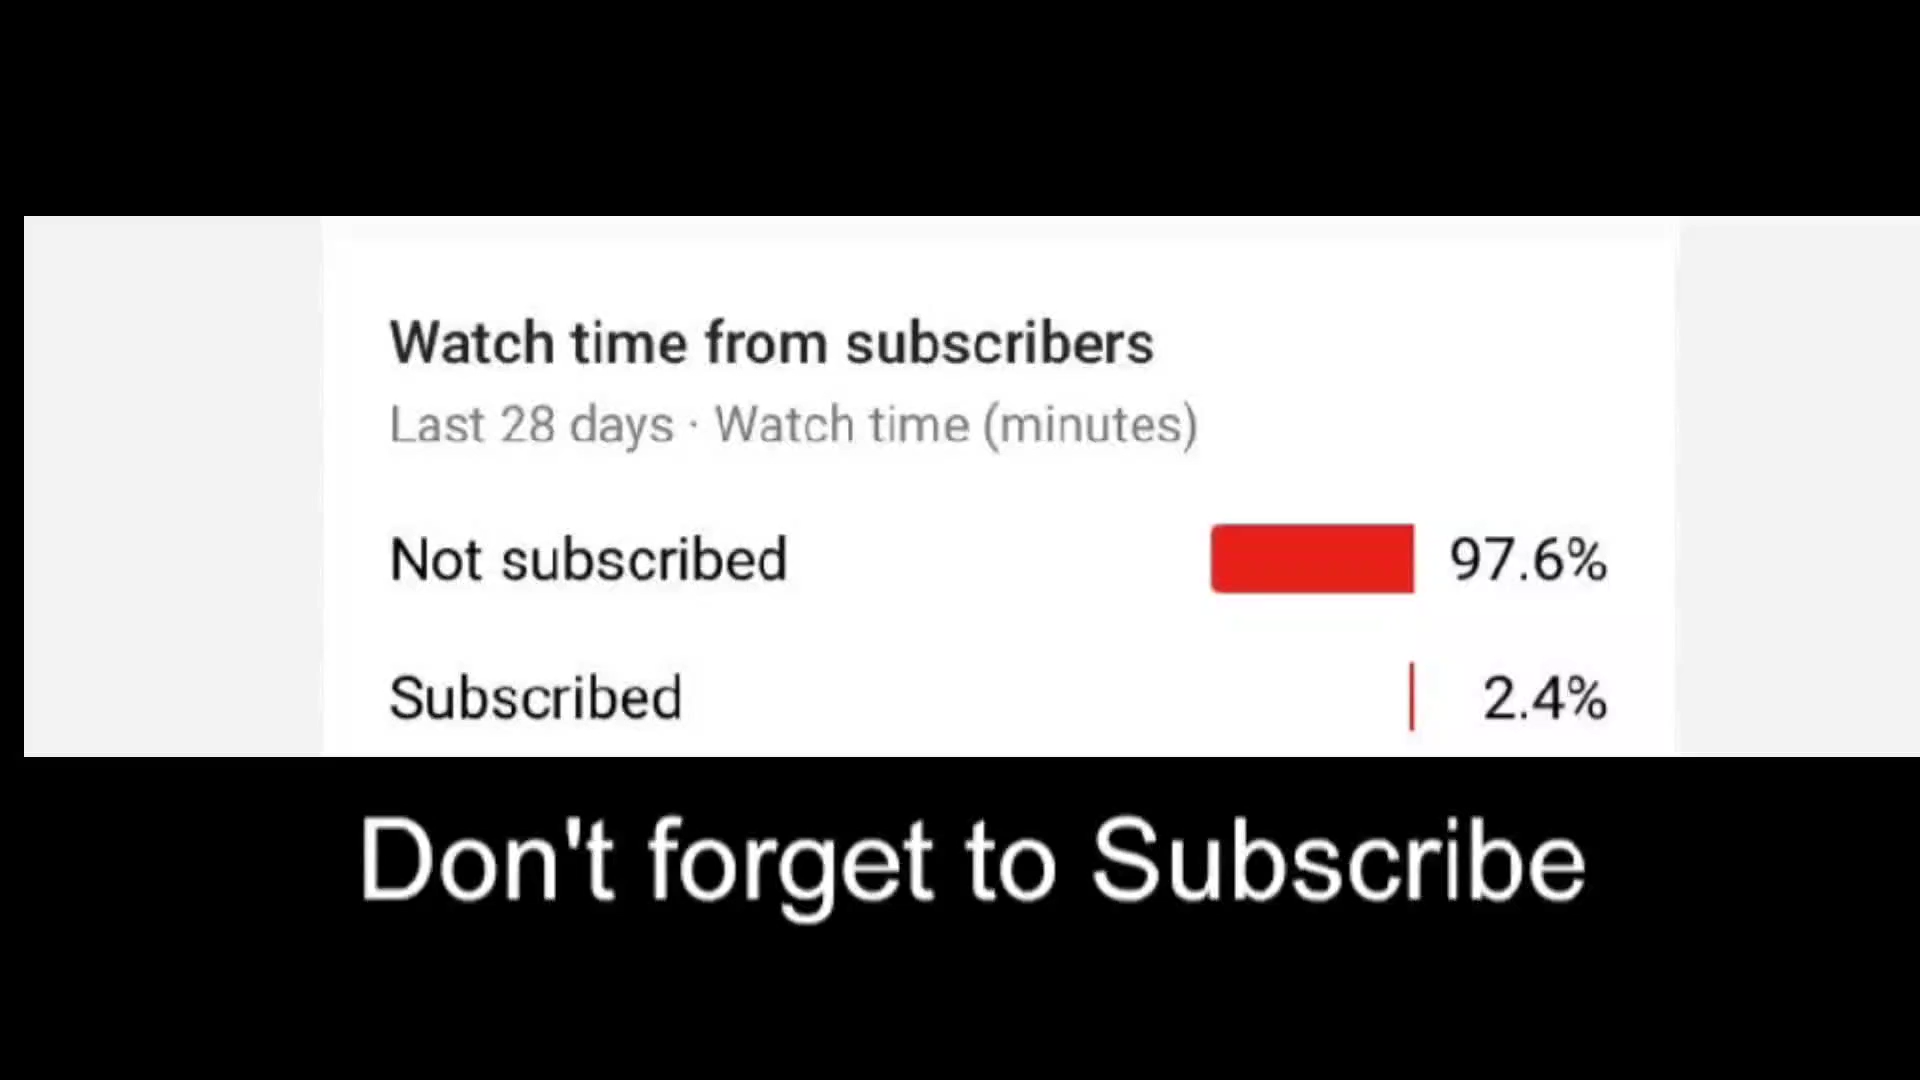 Watch time from subscribers
Last 28 days · Watch time (minutes)
Not subscribed 97.6%
Subscribed 2.4%
Don't forget to Subscribe